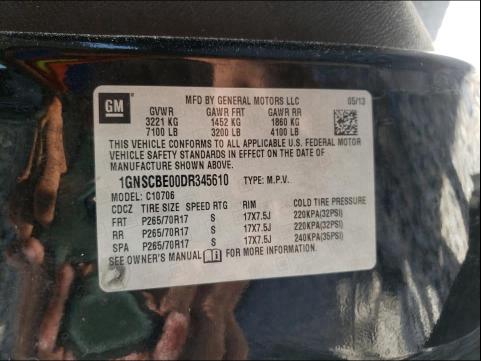 GM
MFD BY GENERAL MOTORS LLC 05/13
GVWR GAWR FRT GAWR RR
3221 KG 1452 KG 1860 KG
7100 LB 3200 LB 4100 LB
THIS VEHICLE CONFORMS TO ALL APPLICABLE U.S. FEDERAL MOTOR
VEHICLE SAFETY STANDARDS IN EFFECT ON THE DATE OF
MANUFACTURE SHOWN ABOVE.
1GNSCBE00DR345610 TYPE: M.P.V.
MODEL: C10706
CDCZ TIRE SIZE SPEED RTG RIM COLD TIRE PRESSURE
FRT P265/70R17 S 17X7.5J 220KPA(32PSI)
RR P265/70R17 S 17X7.5J 220KPA(32PSI)
SPA P265/70R17 S 17X7.5J 240KPA(35PSI)
SEE OWNER'S MANUAL FOR MORE INFORMATION